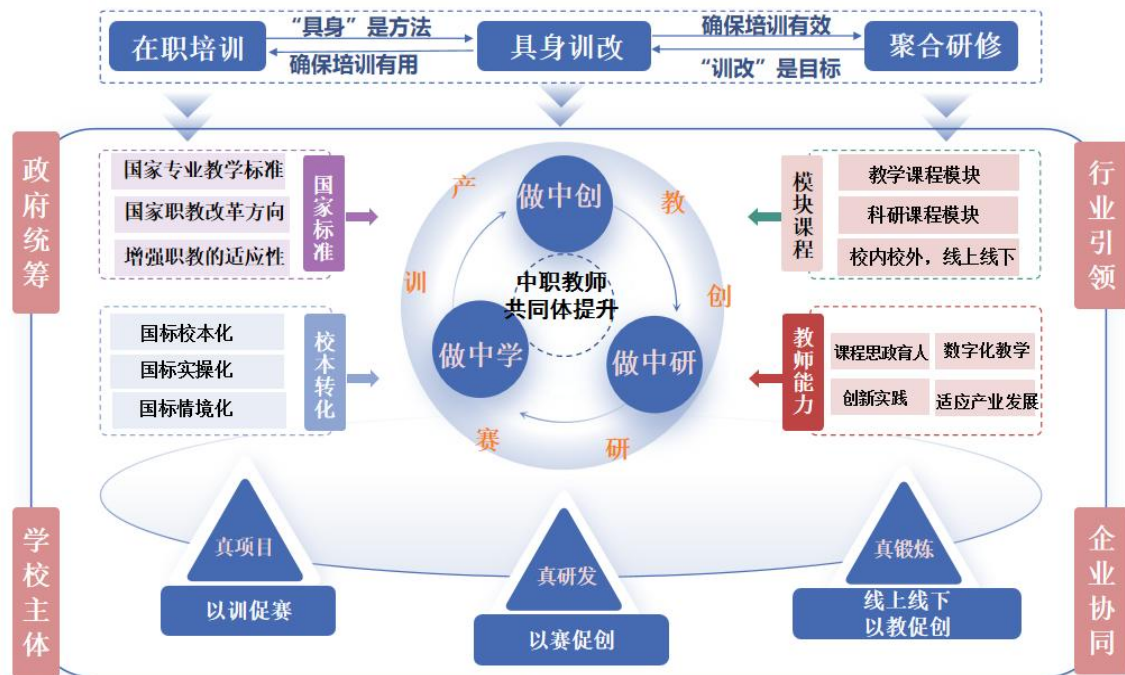 在职培训
“具身”是方法
确保培训有用
具身训改
确保培训有效
“训改”是目标
聚合研修
政府统筹
国家专业教学标准
国家职教改革方向
增强职教的适应性
国家标准
国标校本化
国标实操化
国标情境化
校本转化
产
教
训
创
赛
研
做中创
中职教师
共同体提升
做中学
做中研
模块课程
教学课程模块
科研课程模块
校内校外，线上线下
教师能力
课程思政育人
数字化教学
创新实践
适应产业发展
行业引领
学校主体
真项目
以训促赛
真研发
以赛促创
真锻炼
线上线下
以教促创
企业协同